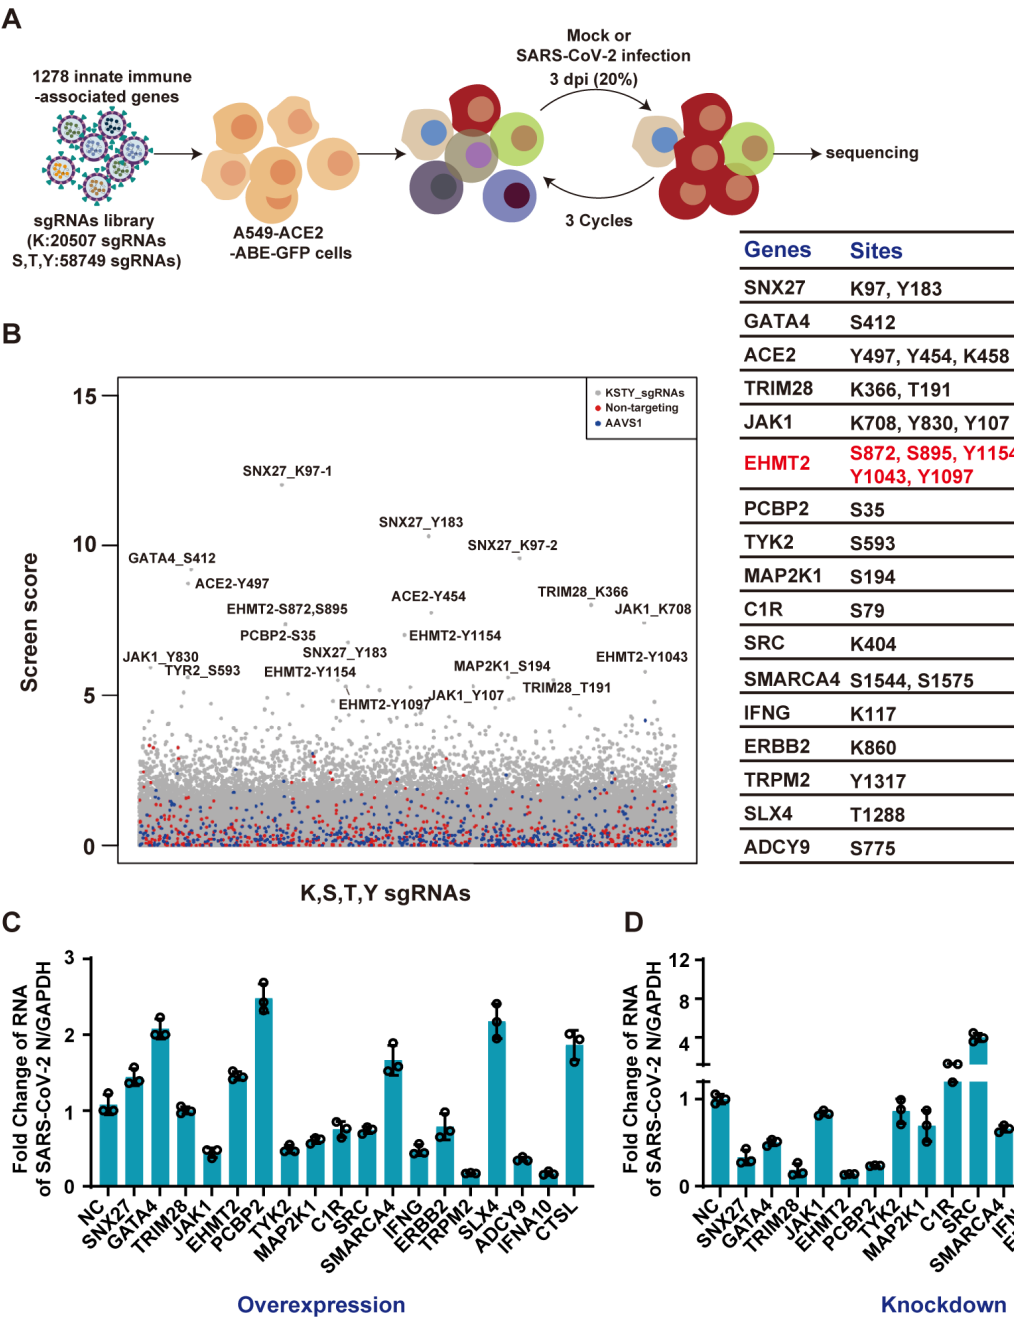 A
1278 innate immune
-associated genes
sgRNAs library
(K:20507 sgRNAs
S,T,Y:58749 sgRNAs)
A549-ACE2
-ABE-GFP cells
Mock or
SARS-CoV-2 infection
3 dpi (20%)
3 Cycles
sequencing
Genes Sites
SNX27 K97, Y183
GATA4 S412
ACE2 Y497, Y454, K458
TRIM28 K366, T191
JAK1 K708, Y830, Y107
EHMT2 S872, S895, Y1154
Y1043, Y1097
PCBP2 S35
TYK2 S593
MAP2K1 S194
C1R S79
SRC K404
SMARCA4 S1544, S1575
IFNG K117
ERBB2 K860
TRPM2 Y1317
SLX4 T1288
ADCY9 S775
B
Screen score
15
10
5
0
KSTY_sgRNAs
Non-targeting
AAVS1
SNX27_K97-1
SNX27_Y183
SNX27_K97-2
GATA4_S412
ACE2-Y497
ACE2-Y454
TRIM28_K366
EHMT2-S872,S895
JAK1_K708
PCBP2-S35
EHMT2-Y1154
SNX27_Y183
JAK1_Y830
TYR2_S593
EHMT2-Y1154
MAP2K1_S194
EHMT2-Y1043
EHMT2-Y1097
JAK1_Y107
TRIM28_T191
K,S,T,Y sgRNAs
C
Fold Change of RNA
of SARS-CoV-2 N/GAPDH
3
2
1
0
NC
SNX27
GATA4
TRIM28
JAK1
EHMT2
PCBP2
TYK2
MAP2K1
C1R
SRC
SMARCA4
IFNG
ERBB2
TRPM2
SLX4
ADCY9
IFNA10
CTSL
Overexpression
D
Fold Change of RNA
of SARS-CoV-2 N/GAPDH
12
8
4
1
0
NC
SNX27
GATA4
TRIM28
JAK1
EHMT2
PCBP2
TYK2
MAP2K1
C1R
SRC
SMARCA4
Knockdown